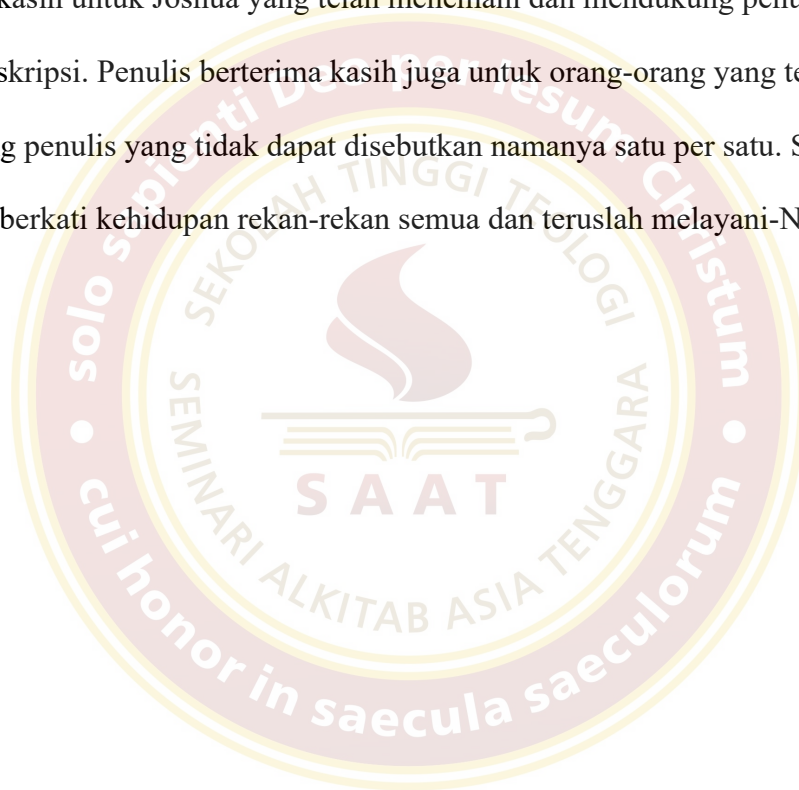 kasih untuk Joshua yang telah menemani dan mendukung
skripsi. Penulis berterima kasih juga untuk orang-orang yang
penulis yang tidak dapat disebutkan namanya satu per satu.
berkati kehidupan rekan-rekan semua dan teruslah
solo sapienti Deo per Iesum Christum
SEKOLAH TINGGI TEOLOGI
SAAT
SEMINARI ALKITAB ASIA TENGGARA
cui honor in saecula saeculorum